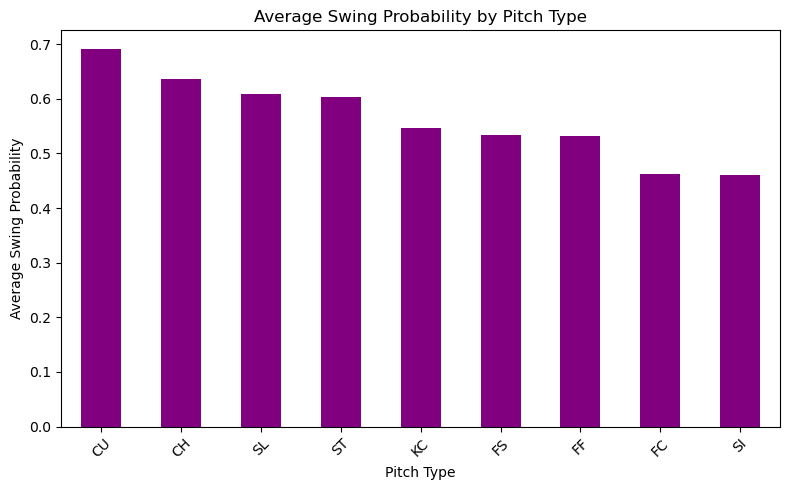 Average Swing Probability by Pitch Type
Average Swing Probability
0.7
0.6
0.5
0.4
0.3
0.2
0.1
0.0
CU CH SL ST KC FS FF FC SI
Pitch Type